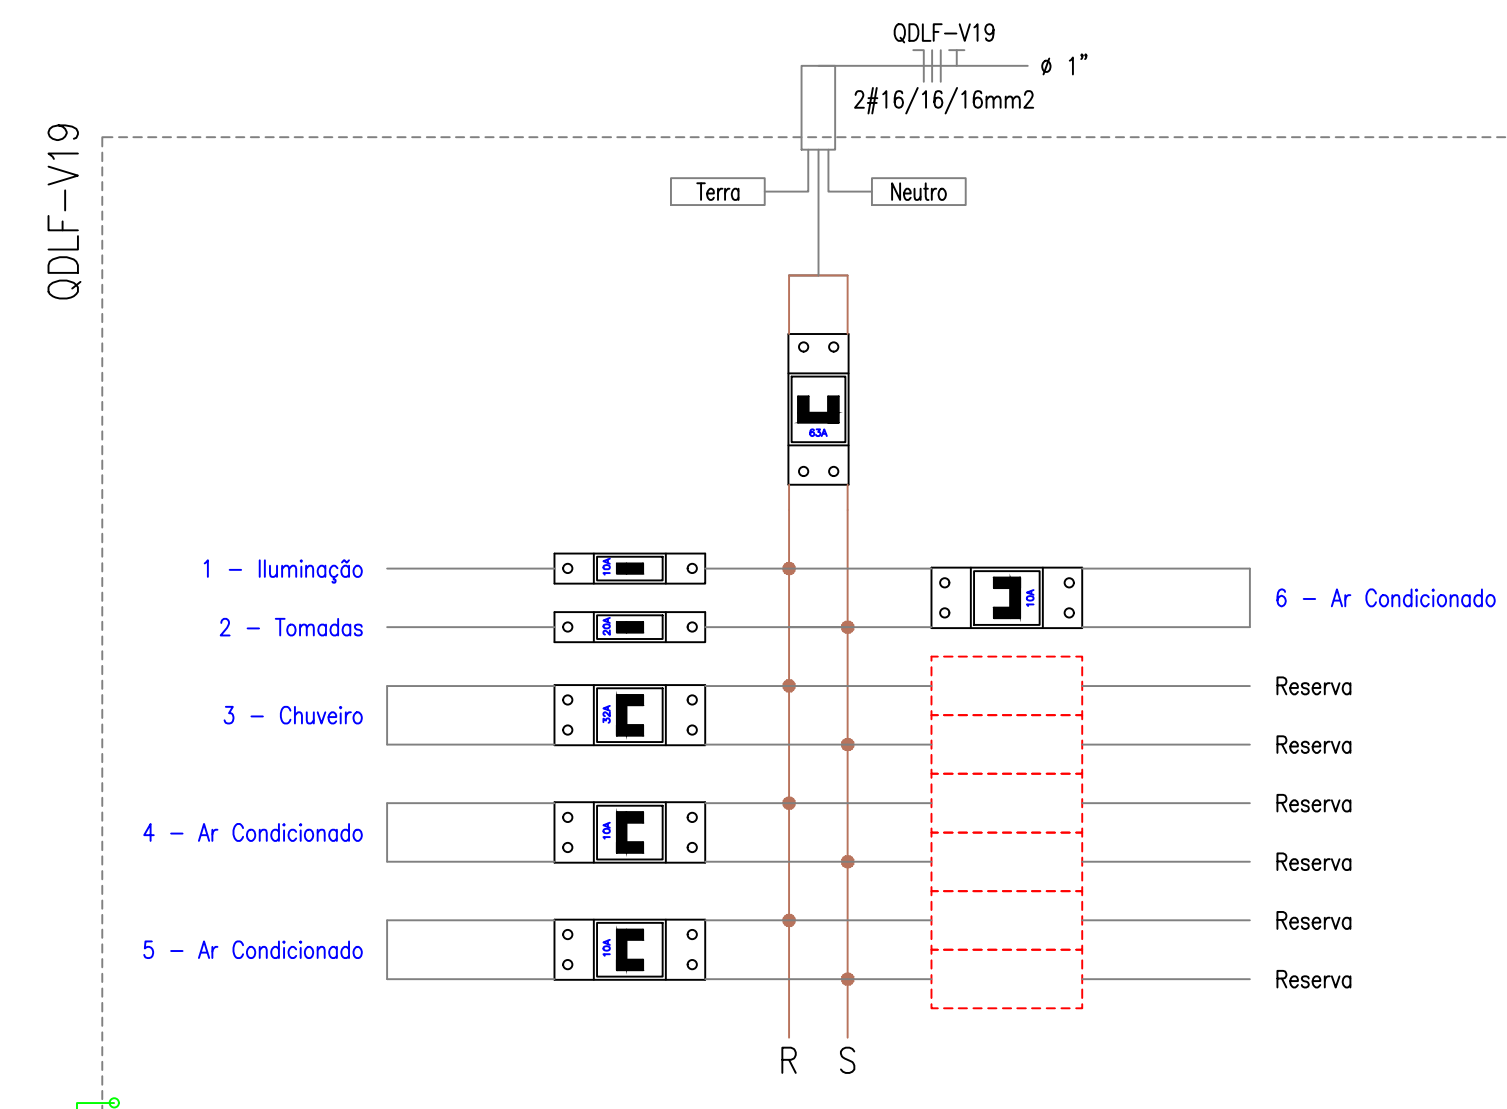 QDLF-V19
ø 1"
2#16/16/16mm2
QDLF-V19
Terra
Neutro
63A
1 - Iluminação
10A
2 - Tomadas
20A
10A
6 - Ar Condicionado
3 - Chuveiro
32A
Reserva
Reserva
4 - Ar Condicionado
10A
Reserva
Reserva
5 - Ar Condicionado
10A
Reserva
Reserva
R S